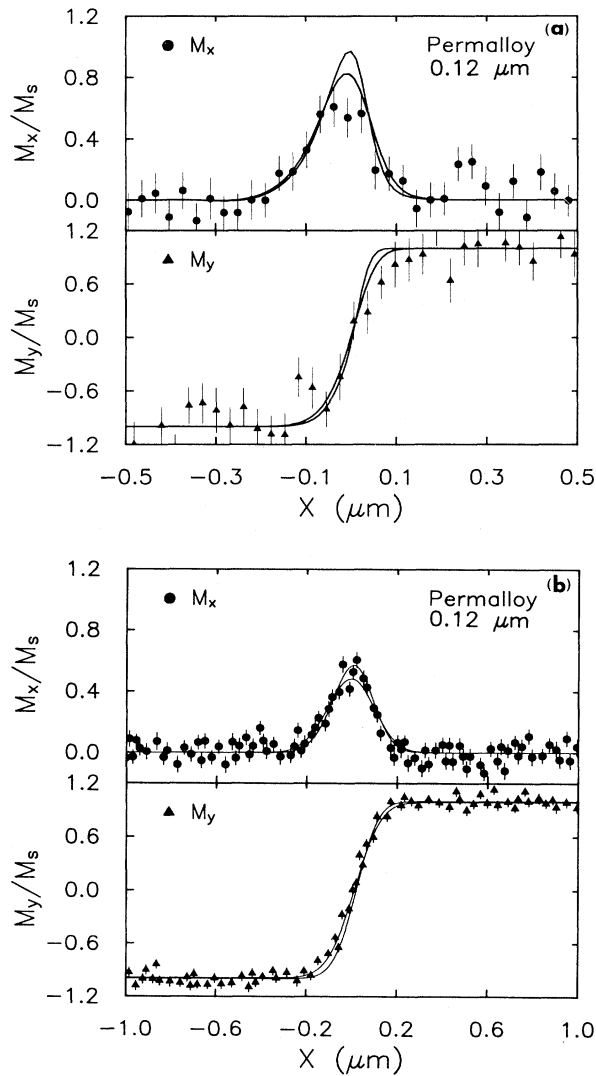 (a)
1.2
● Mx
Permalloy
0.12 μm
0.8
Mx/Ms
0.4
0.0
1.2
▲ My
0.6
My/Ms
0.0
−0.6
−1.2
−0.5 −0.3 −0.1 0.1 0.3 0.5
X (μm)
(b)
1.2
● Mx
Permalloy
0.12 μm
0.8
Mx/Ms
0.4
0.0
1.2
▲ My
0.6
My/Ms
0.0
−0.6
−1.2
−1.0 −0.6 −0.2 0.2 0.6 1.0
X (μm)